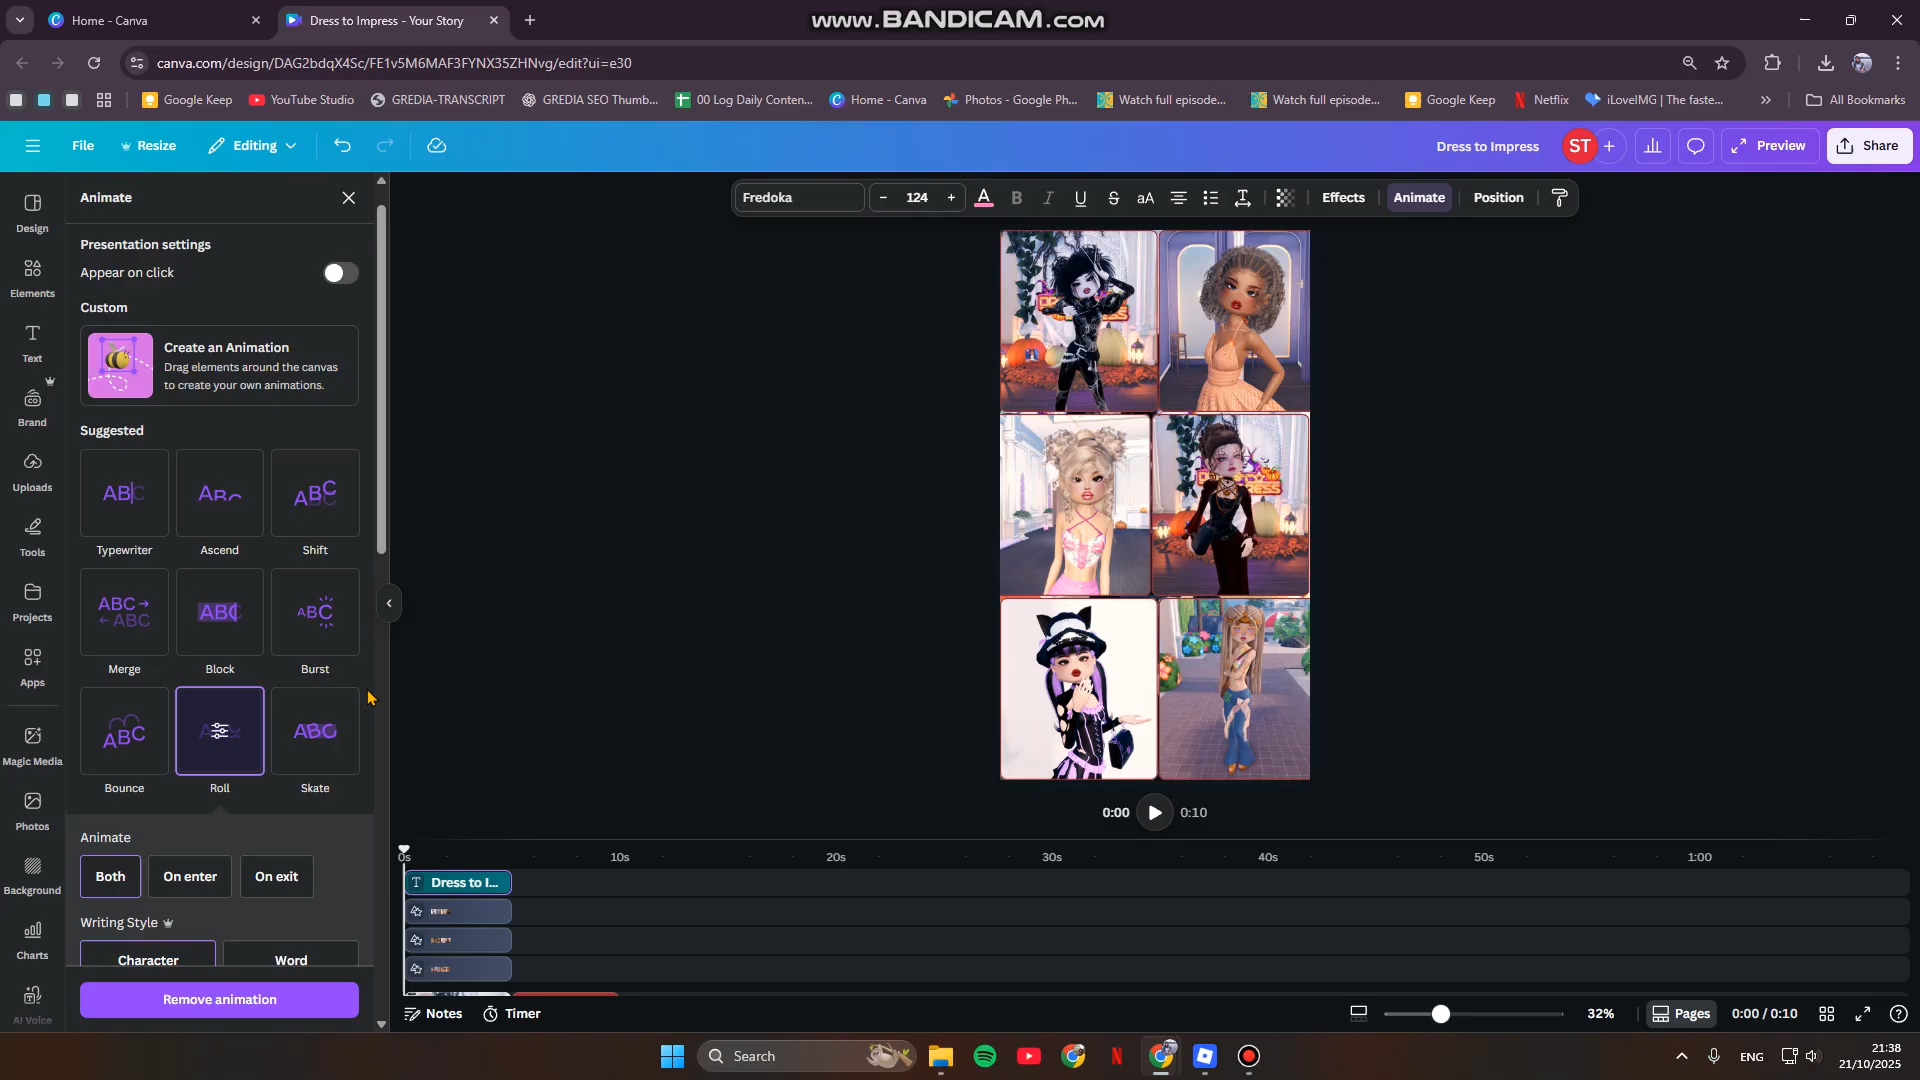 Home - Canva
Dress to Impress - Your Story
www.BANDICAM.com
canva.com/design/DAG2bdqX4Sc/FE1v5M6MAF3FYNX35ZHNvg/edit?ui=e30
Google Keep
YouTube Studio
GREDIA-TRANSCRIPT
GREDIA SEO Thumb...
00 Log Daily Conten...
Home - Canva
Photos - Google Ph...
Watch full episode...
Watch full episode...
Google Keep
Netflix
iLoveIMG | The faste...
All Bookmarks
File
Resize
Editing
Dress to Impress
ST
Preview
Share
Design
Elements
Text
Brand
Uploads
Tools
Projects
Apps
Magic Media
Photos
Background
Charts
AI Voice
Animate
Presentation settings
Appear on click
Custom
Create an Animation
Drag elements around the canvas
to create your own animations.
Suggested
Typewriter
Ascend
Shift
ABC
ABC
Merge
Block
Burst
Bounce
Roll
Skate
Animate
Both
On enter
On exit
Writing Style
Character
Word
Remove animation
Fredoka
124
Effects
Animate
Position
0:00
0:10
0s
10s
20s
30s
40s
50s
1:00
Dress to I...
Notes
Timer
32%
Pages
0:00 / 0:10
Search
ENG
21:38
21/10/2025